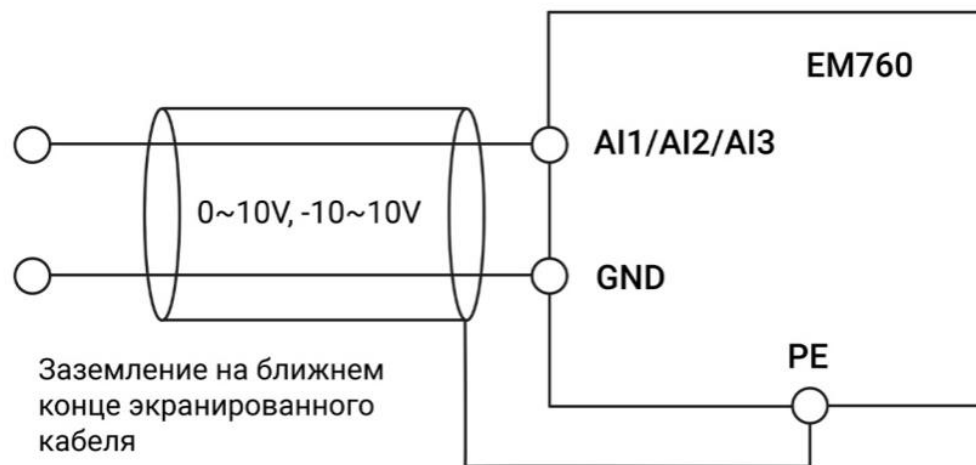 EM760
AI1/AI2/AI3
0~10V, -10~10V
GND
PE
Заземление на ближнем
конце экранированного
кабеля